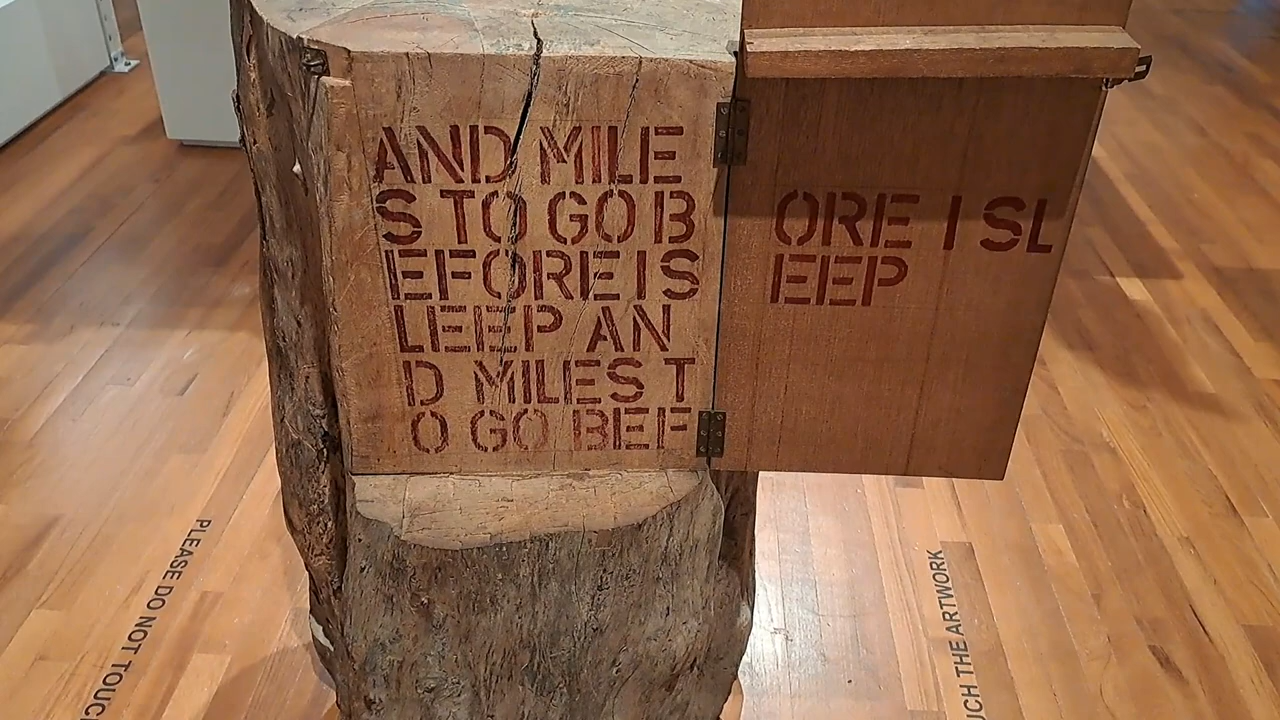 AND MILE
S TO GO B
EFORE I S
LEEP AN
D MILES T
O GO BEF
ORE I SL
EEP
PLEASE DO NOT TOUCH
UCH THE ARTWORK